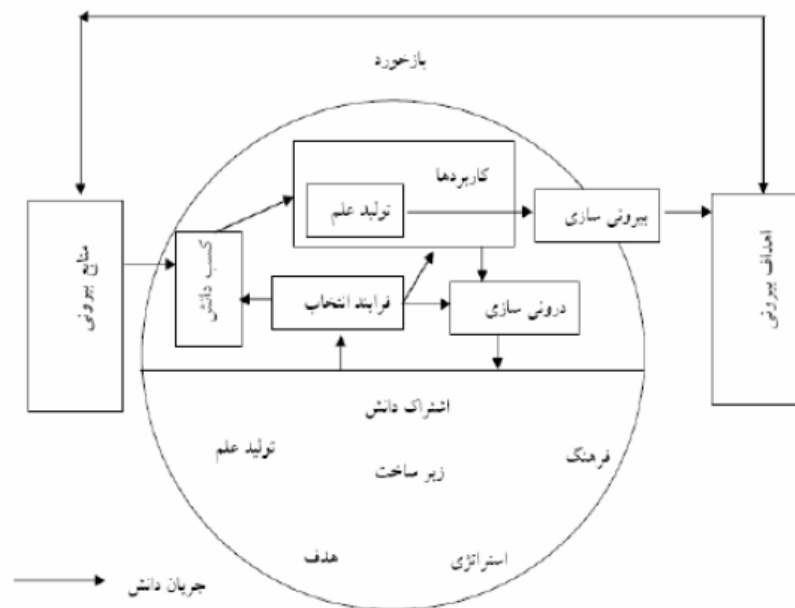 بازخورد
کاربردها
تولید علم
بیرونی سازی
اهداف بیرونی
منابع بیرونی
کسب دانش
فرایند انتخاب
درونی سازی
اشتراک دانش
تولید علم
فرهنگ
زیر ساخت
هدف
استراتژی
جریان دانش